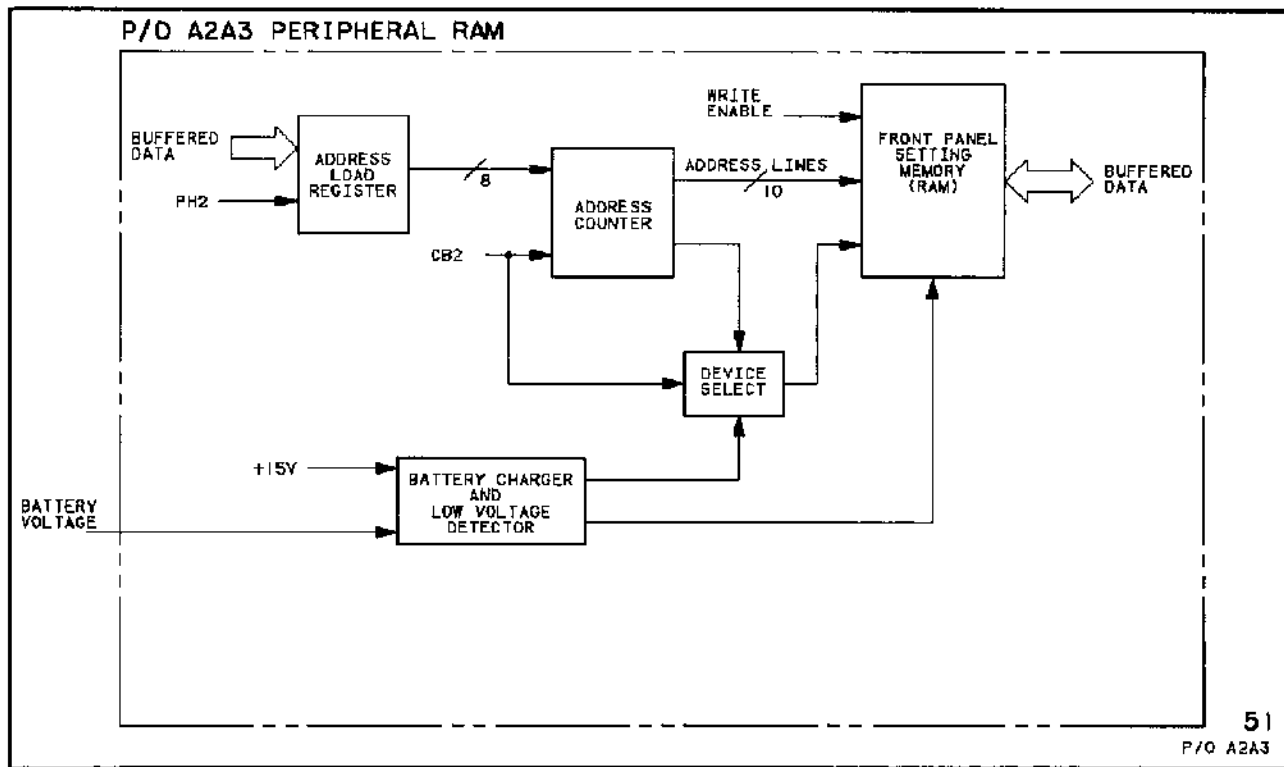 P/O A2A3 PERIPHERAL RAM
WRITE
ENABLE
BUFFERED
DATA
ADDRESS
LOAD
REGISTER
8
PH2
ADDRESS
COUNTER
ADDRESS LINES
10
FRONT PANEL
SETTING
MEMORY
(RAM)
BUFFERED
DATA
CB2
DEVICE
SELECT
+15V
BATTERY CHARGER
AND
LOW VOLTAGE
DETECTOR
BATTERY
VOLTAGE
51
P/O A2A3